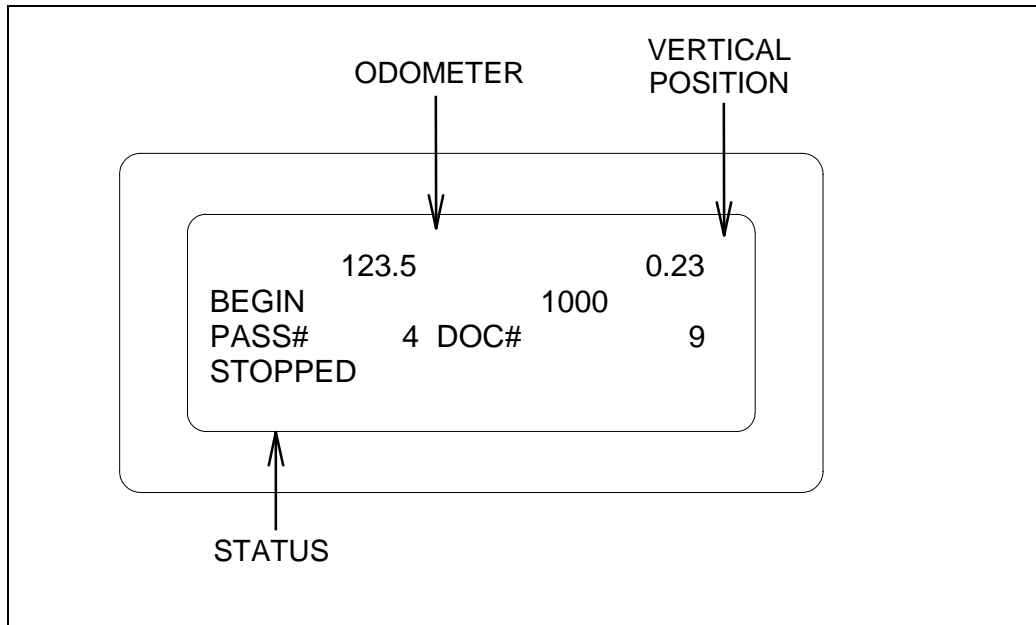 VERTICAL
POSITION
ODOMETER
123.5 0.23
BEGIN 1000
PASS# 4 DOC# 9
STOPPED
STATUS